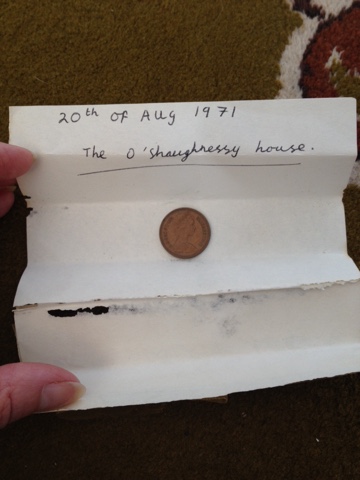 20th OF AUg 1971
The O'shaughnessy house.